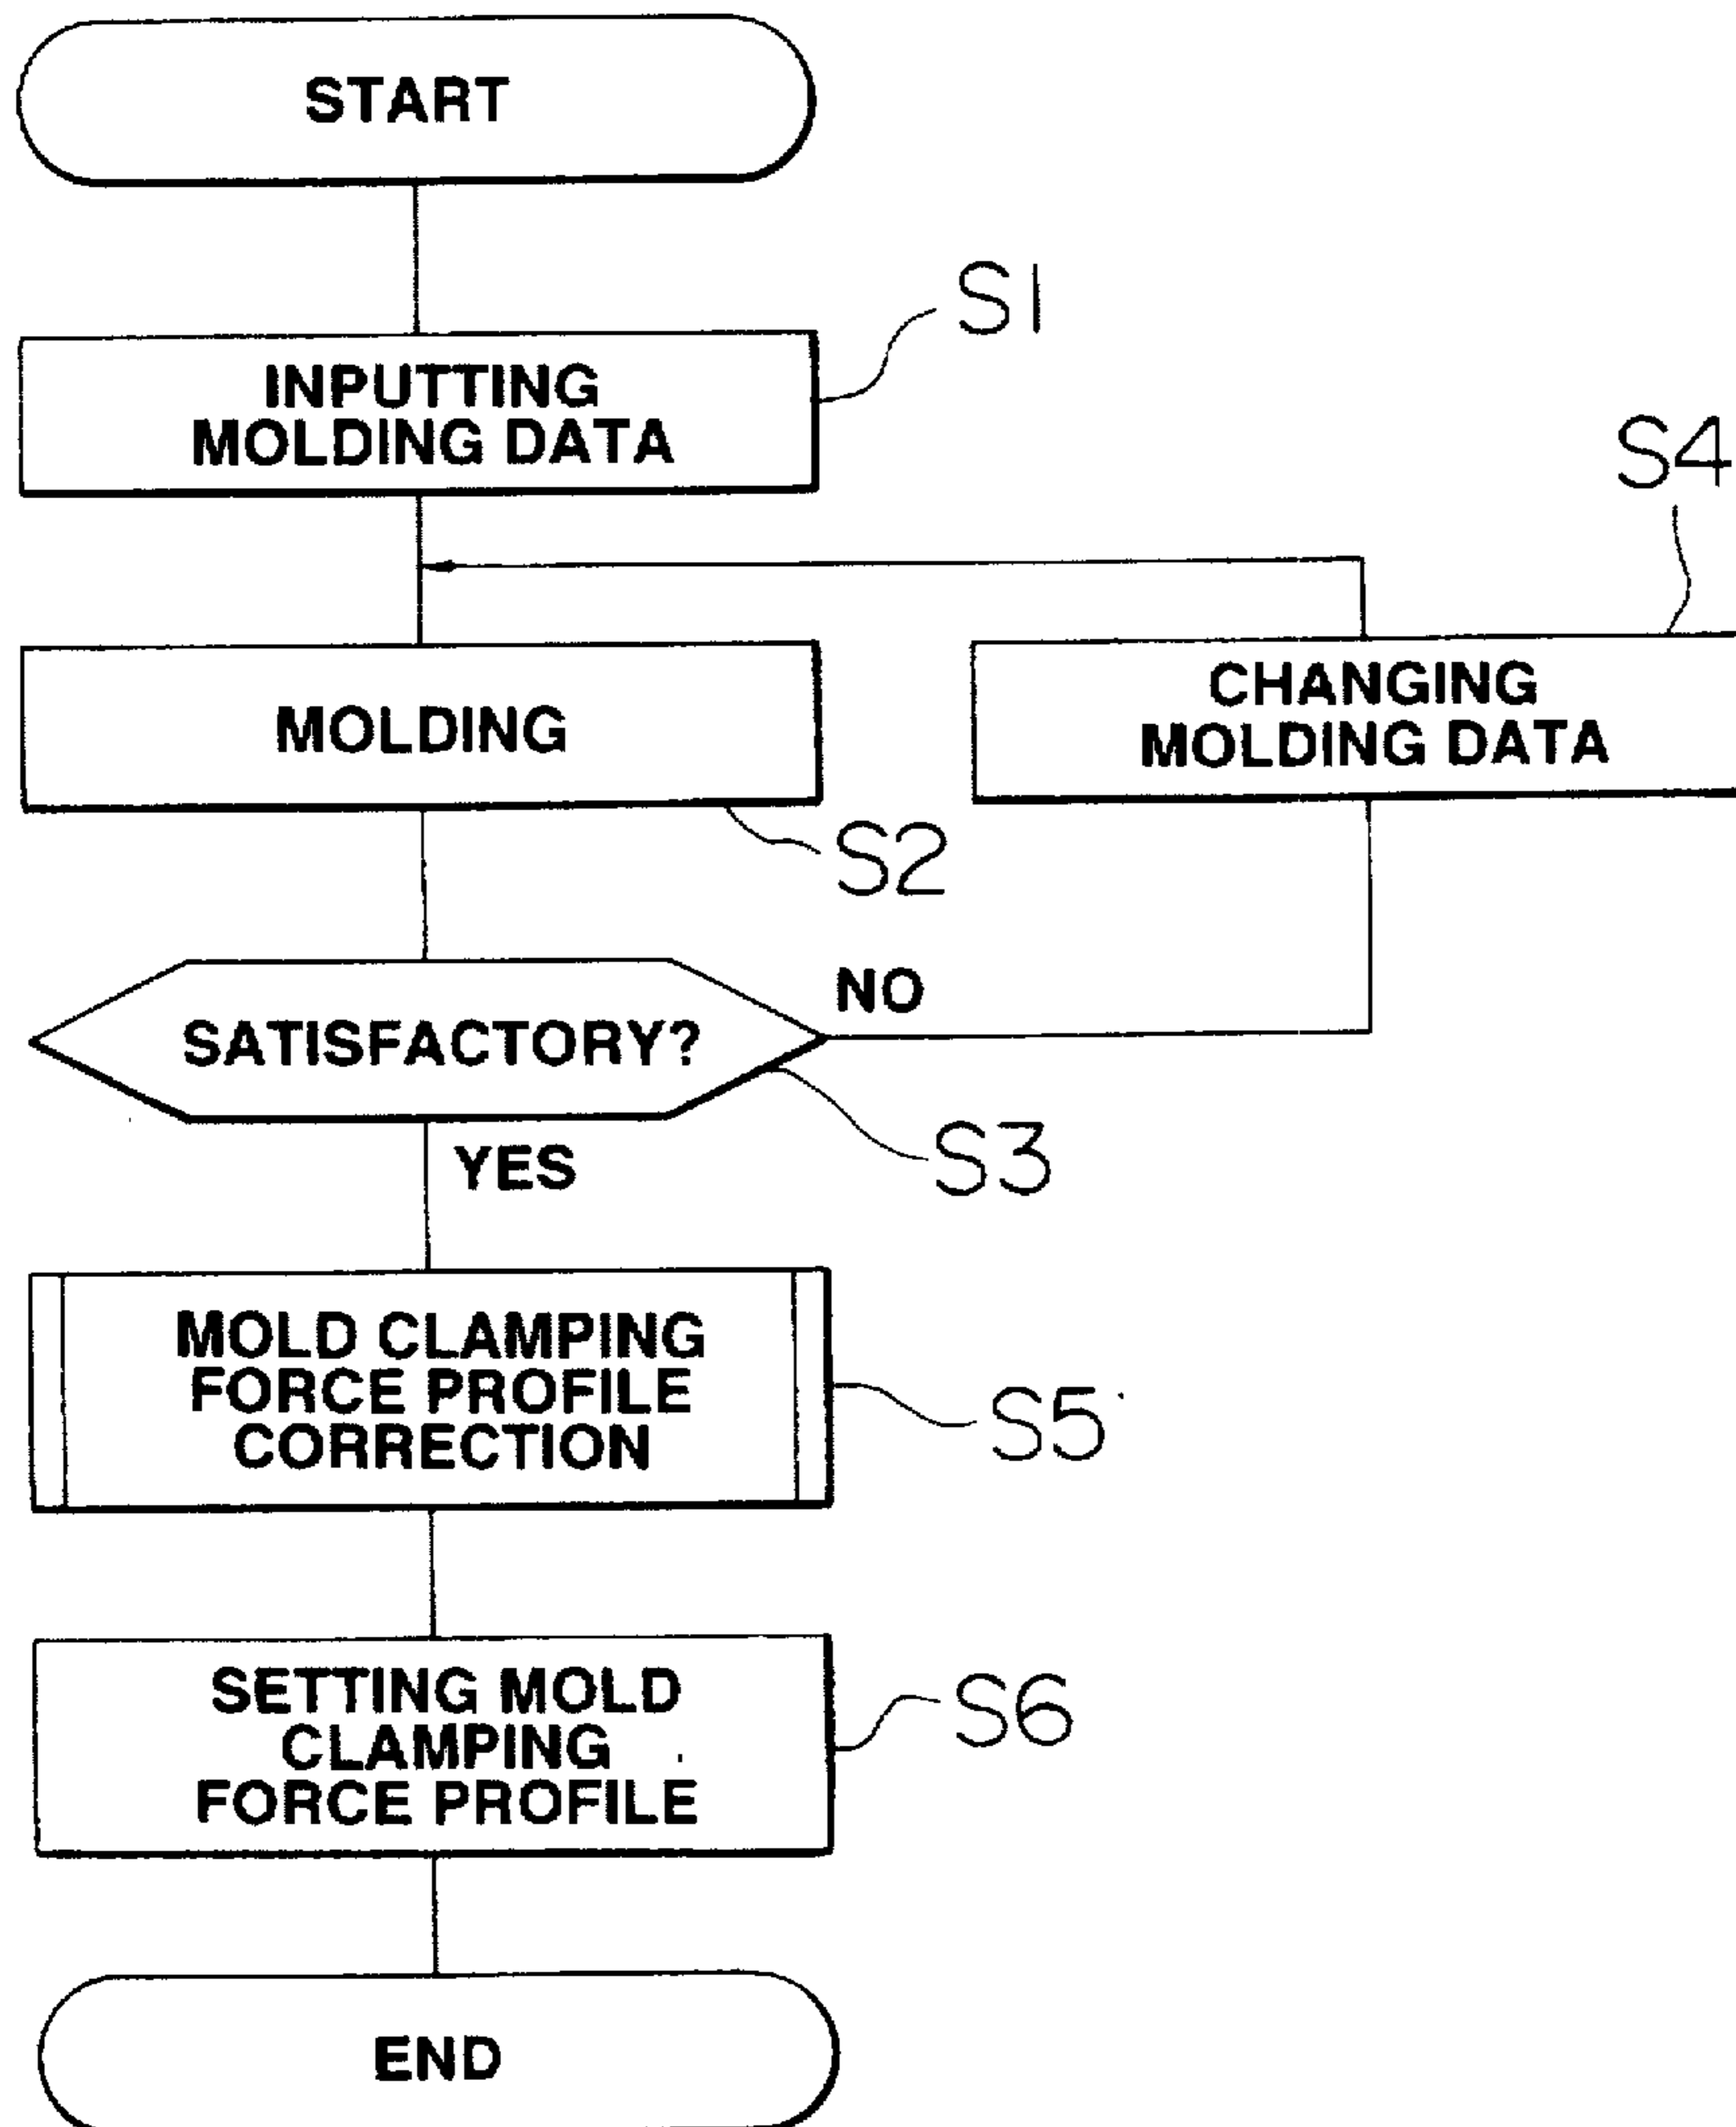 START
S1
INPUTTING
MOLDING DATA
S4
CHANGING
MOLDING DATA
MOLDING
S2
NO
SATISFACTORY?
S3
YES
MOLD CLAMPING
FORCE PROFILE
CORRECTION
S5
SETTING MOLD
CLAMPING
FORCE PROFILE
S6
END